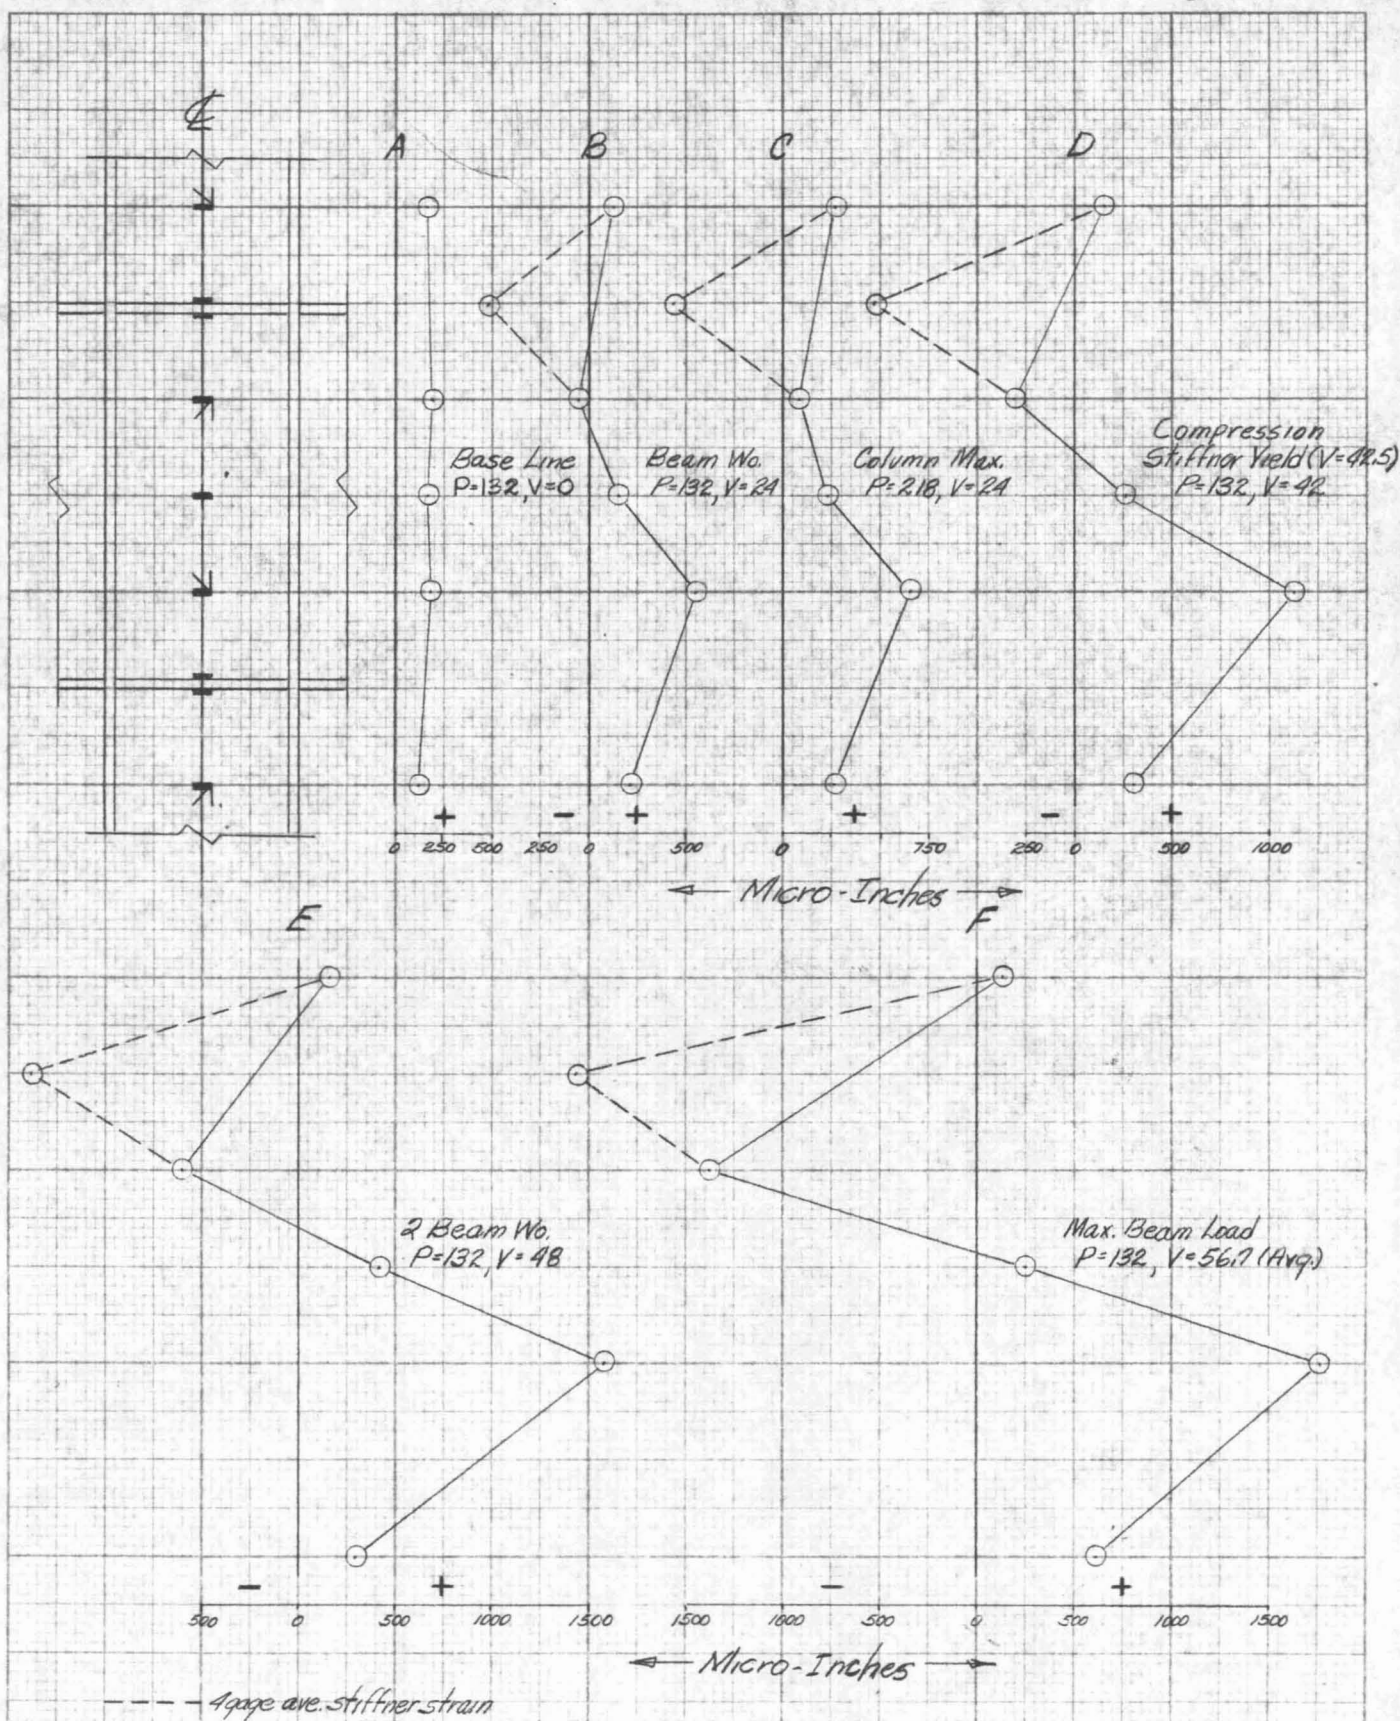 ℄
A B C D
Base Line
P=132, V=0
Beam Wo.
P=132, V=24
Column Max.
P=218, V=24
Compression
Stiffner Yield (V=42.5)
P=132, V=42
+ - + + - +
0 250 500 250 0 500 0 750 250 0 500 1000
Micro-Inches
E F
2 Beam Wo.
P=132, V=48
Max. Beam Load
P=132, V=56.7 (Avg.)
- + - +
500 0 500 1000 1500 1500 1000 500 0 500 1000 1500
Micro-Inches
4 gage ave. stiffner strain